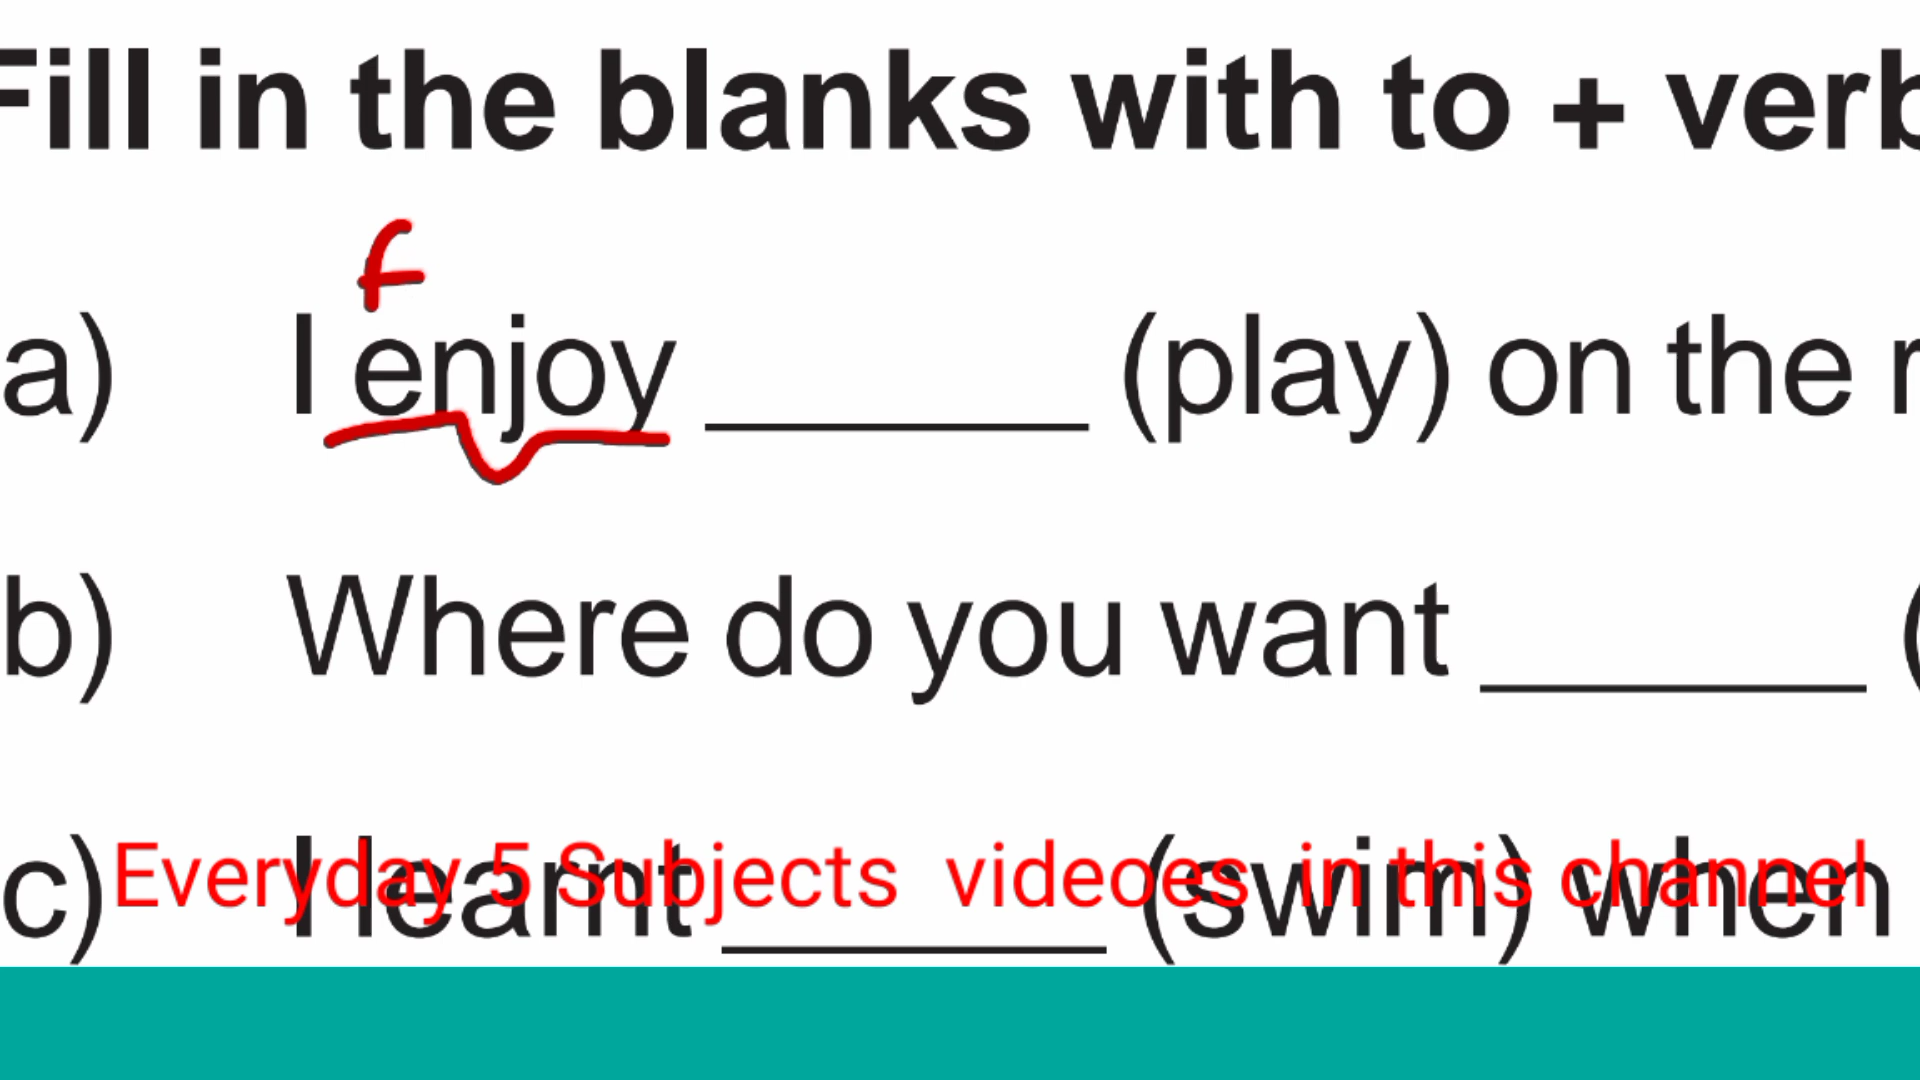 Fill in the blanks with to + verb
f
a) I enjoy ______ (play) on the r
b) Where do you want ______ (
c) I learnt ______ (swim) when
Everyday 5 Subjects videoes in this channel